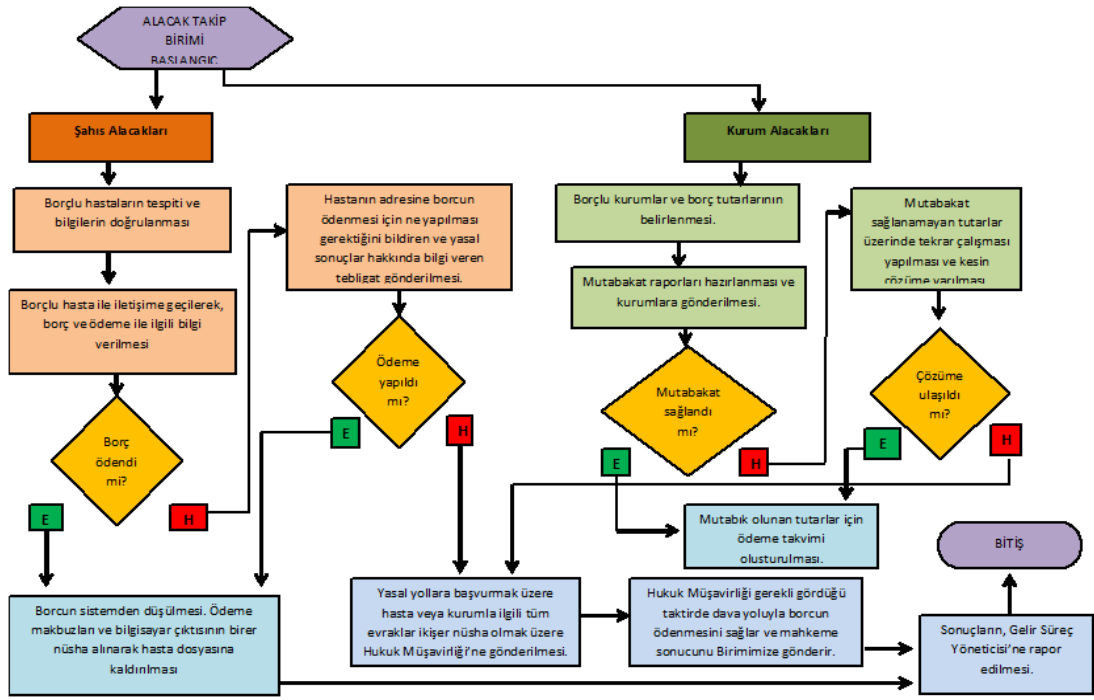 ALACAK TAKİP
BİRİMİ
BAŞLANGIÇ
Şahıs Alacakları
Kurum Alacakları
Borçlu hastaların tespiti ve
bilgilerin doğrulanması
Hastanın adresine borcun
ödenmesi için ne yapılması
gerektiğini bildiren ve yasal
sonuçlar hakkında bilgi veren
tebligat gönderilmesi.
Borçlu kurumlar ve borç tutarlarının
belirlenmesi.
Mutabakat
sağlanamayan tutarlar
üzerinde tekrar çalışması
yapılması ve kesin
çözüme varılması
Borçlu hasta ile iletişime geçilerek,
borç ve ödeme ile ilgili bilgi
verilmesi
Mutabakat raporları hazırlanması ve
kurumlara gönderilmesi.
Borç
ödendi
mi?
E
H
Ödeme
yapıldı
mı?
E
H
Mutabakat
sağlandı
mı?
E
H
Çözüme
ulaşıldı
mı?
E
H
Mutabık olunan tutarlar için
ödeme takvimi
oluşturulması.
BİTİŞ
Borcun sistemden düşülmesi. Ödeme
makbuzları ve bilgisayar çıktısının birer
nüsha alınarak hasta dosyasına
kaldırılması
Yasal yollara başvurmak üzere
hasta veya kurumla ilgili tüm
evraklar ikişer nüsha olmak üzere
Hukuk Müşavirliği'ne gönderilmesi.
Hukuk Müşavirliği gerekli gördüğü
taktirde dava yoluyla borcun
ödenmesini sağlar ve mahkeme
sonucunu Birimimize gönderir.
Sonuçların, Gelir Süreç
Yöneticisi'ne rapor
edilmesi.